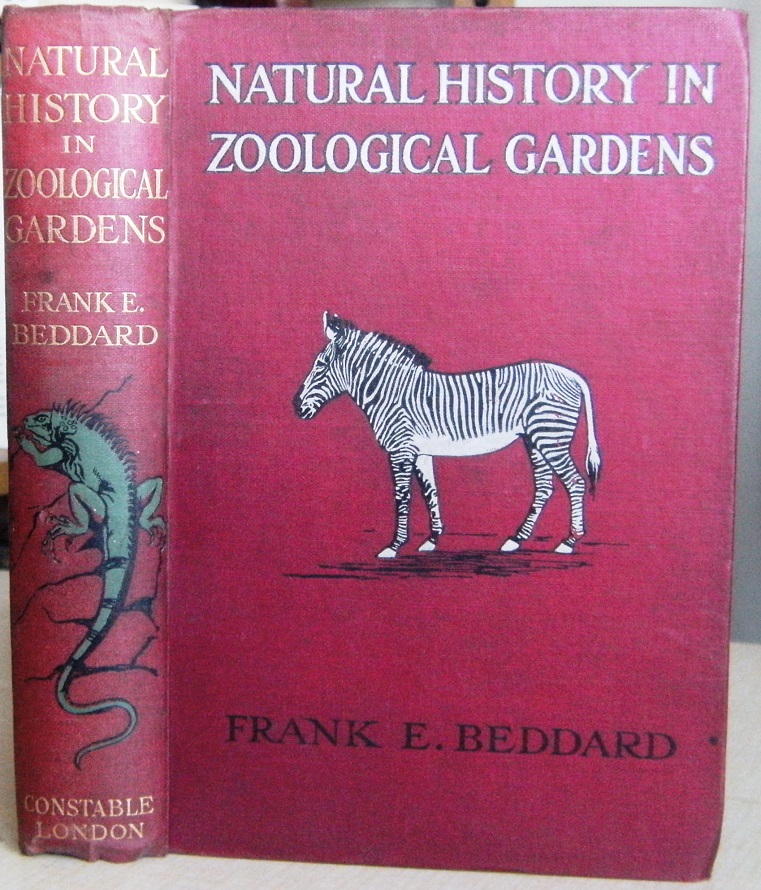 NATURAL
HISTORY
IN
ZOOLOGICAL
GARDENS
FRANK E.
BEDDARD
CONSTABLE
LONDON
NATURAL HISTORY IN
ZOOLOGICAL GARDENS
FRANK E. BEDDARD